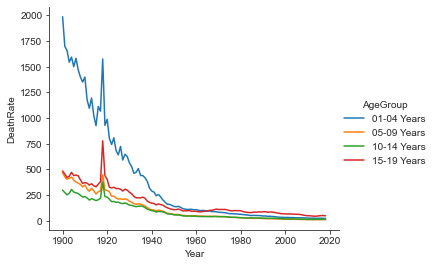 2000
1750
1500
1250
1000
750
500
250
0
DeathRate
1900
1920
1940
1960
1980
2000
2020
Year
AgeGroup
01-04 Years
05-09 Years
10-14 Years
15-19 Years